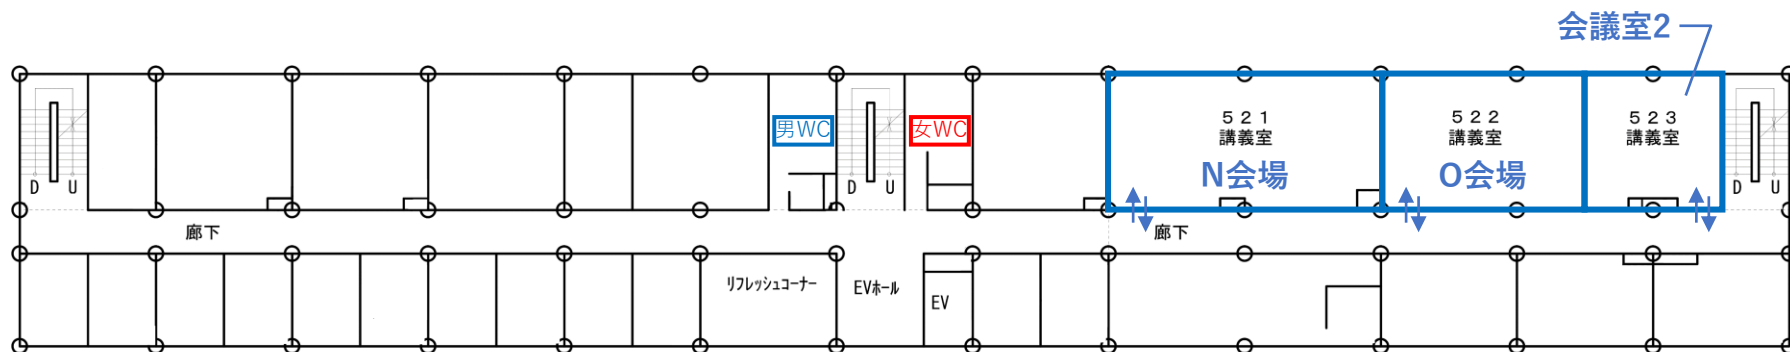 会議室2
男WC
女WC
521
講義室
N会場
522
講義室
O会場
523
講義室
D U
D U
D U
廊下
廊下
リフレッシュコーナー
EVホール
EV